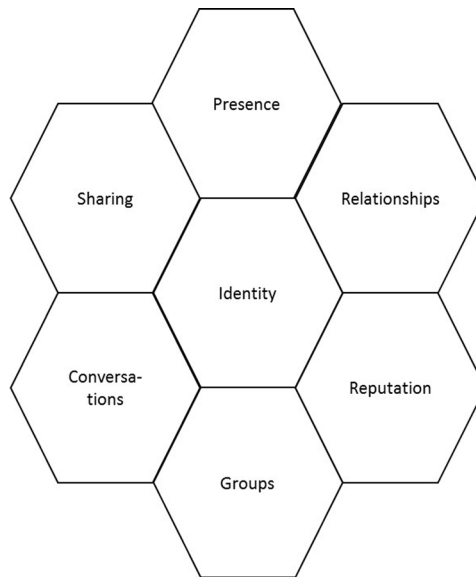 Presence
Sharing
Relationships
Identity
Conversa-
tions
Reputation
Groups